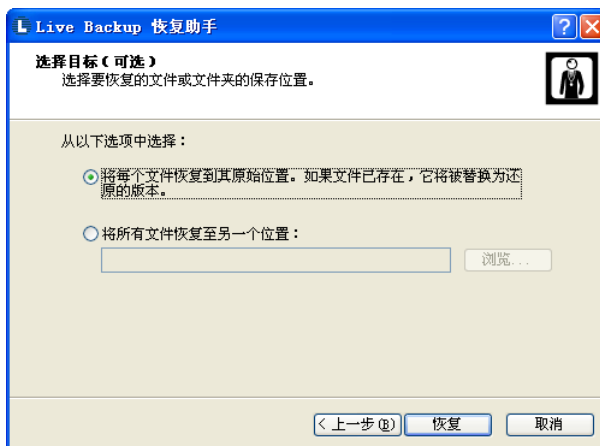 L Live Backup 恢复助手
选择目标(可选)
选择要恢复的文件或文件夹的保存位置。
从以下选项中选择:
将每个文件恢复到其原始位置。如果文件已存在,它将被替换为还
原的版本。
将所有文件恢复至另一个位置:
浏览...
< 上一步(B)
恢复
取消